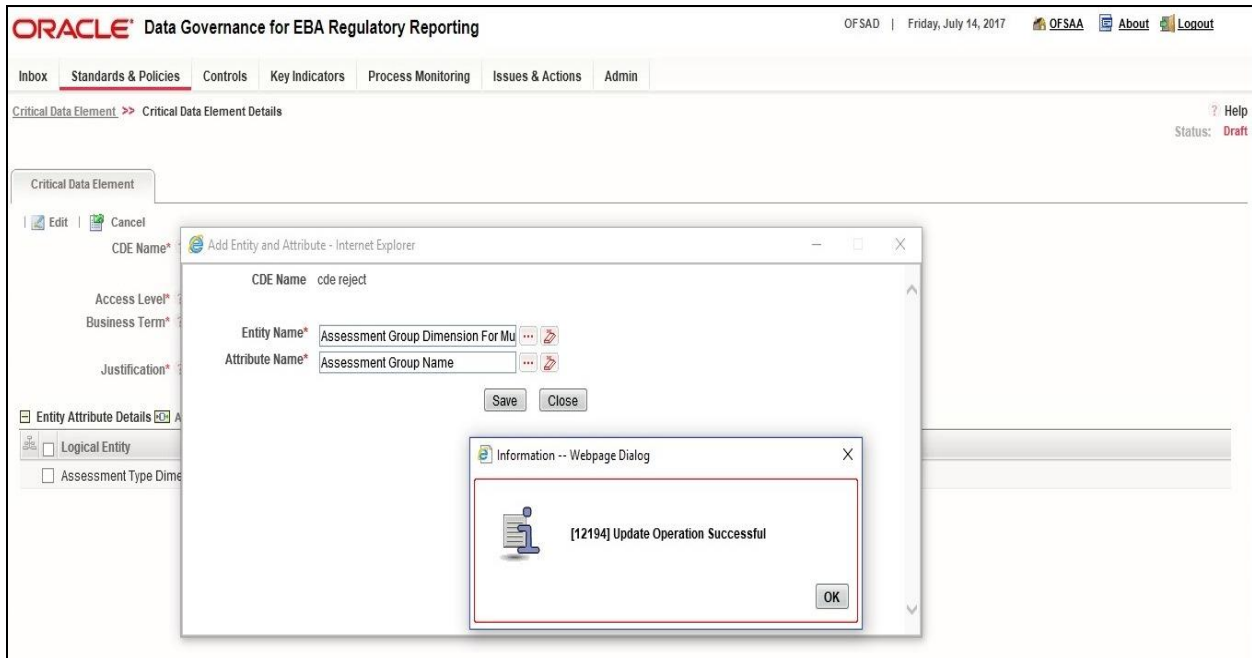 ORACLE® Data Governance for EBA Regulatory Reporting OFSAD | Friday, July 14, 2017 OFSAA About Logout
Inbox Standards & Policies Controls Key Indicators Process Monitoring Issues & Actions Admin
Critical Data Element >> Critical Data Element Details ? Help
Status: Draft
Critical Data Element
| Edit | Cancel
CDE Name* ?
Access Level* ?
Business Term* ?
Justification* ?
Entity Attribute Details A
Logical Entity
Assessment Type Dime
Add Entity and Attribute - Internet Explorer
CDE Name cde reject
Entity Name* Assessment Group Dimension For Mu ...
Attribute Name* Assessment Group Name ...
Save Close
Information -- Webpage Dialog
[12194] Update Operation Successful
OK